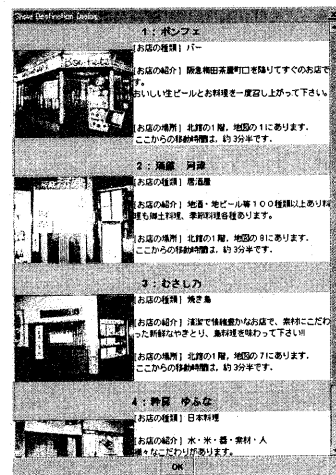 Show Destination Dialog
1：ボンフェ
[お店の種類] バー
[お店の紹介] 阪急梅田茶屋町口を降りてすぐのお店で
す。
おいしい生ビールとお料理を一度召し上がって下さい。
[お店の場所] 北館の1階、地図の1にあります。
ここからの移動時間は、約3分半です．
2：酒蔵
[お店の種類] 居酒屋
[お店の紹介] 地酒・地ビール等１００種類以上あり料
理も郷土料理、季節料理各種あります。
[お店の場所] 北館の1階、地図の9にあります．
ここからの移動時間は、約3分半です．
3：むさし乃
[お店の種類] 焼き鳥
[お店の紹介] 清潔で情緒豊かなお店で、素材にこだわ
った新鮮なやきとり、鳥料理を味わって下さい!!
[お店の場所] 北館の1階、地図の7にあります．
ここからの移動時間は、約3分半です．
4： ゆふな
[お店の種類] 日本料理
[お店の紹介] 水・米・器・素材・人
様々なこだわりがあります。
OK